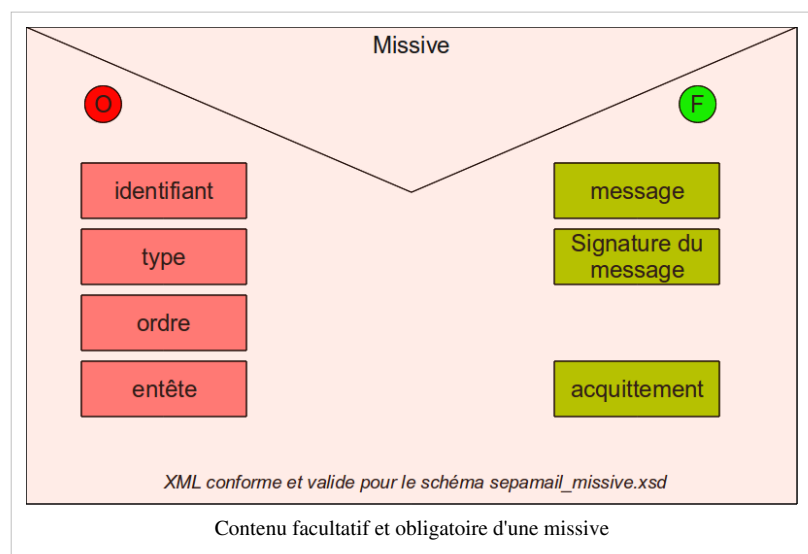 Missive
O
F
identifiant
message
type
Signature du
message
ordre
entête
acquittement
XML conforme et valide pour le schéma sepamail_missive.xsd
Contenu facultatif et obligatoire d'une missive